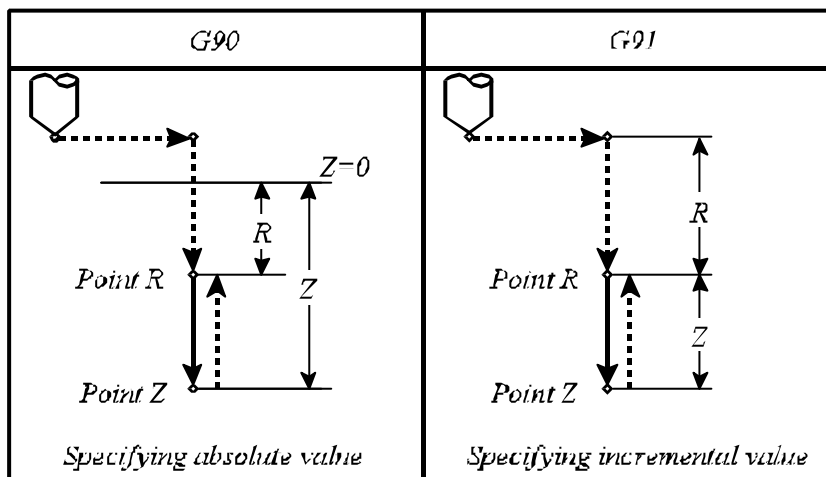 G90
G91
Z=0
R
R
Point R
Point R
Z
Z
Point Z
Point Z
Specifying absolute value
Specifying incremental value